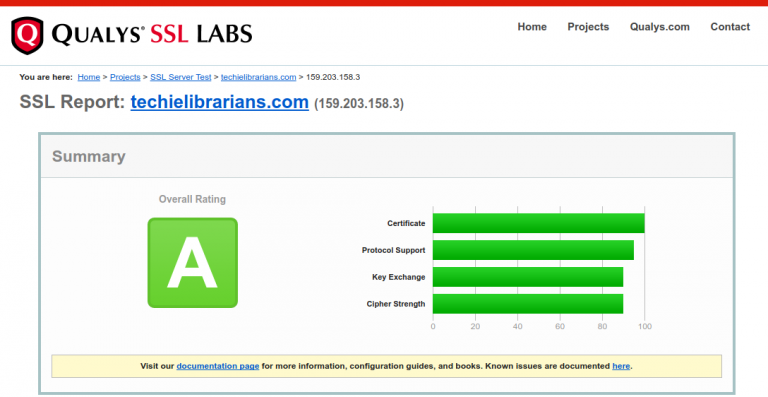 QUALYS® SSL LABS
Home Projects Qualys.com Contact
You are here: Home > Projects > SSL Server Test > techielibrarians.com > 159.203.158.3
SSL Report: techielibrarians.com (159.203.158.3)
Summary
Overall Rating
A
Certificate
Protocol Support
Key Exchange
Cipher Strength
0 20 40 60 80 100
Visit our documentation page for more information, configuration guides, and books. Known issues are documented here.